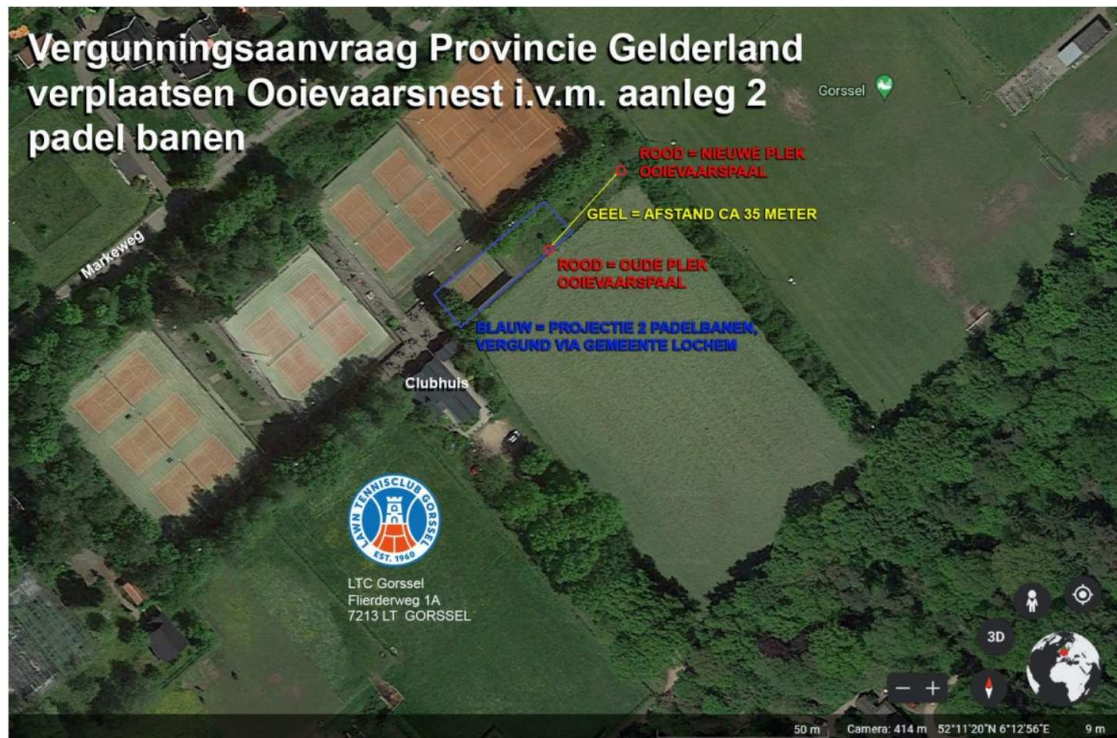 Vergunningsaanvraag Provincie Gelderland
verplaatsen Ooievaarsnest i.v.m. aanleg 2
padel banen
Gorssel
ROOD = NIEUWE PLEK
OOIEVAARSPAAL
GEEL = AFSTAND CA 35 METER
Markeweg
ROOD = OUDE PLEK
OOIEVAARSPAAL
BLAUW = PROJECTIE 2 PADELBANEN,
VERGUND VIA GEMEENTE LOCHEM
Clubhuis
LAWN TENNISCLUB GORSSEL
EST. 1960
LTC Gorssel
Flierderweg 1A
7213 LT GORSSEL
3D
− +
50 m Camera: 414 m 52°11'20"N 6°12'56"E 9 m